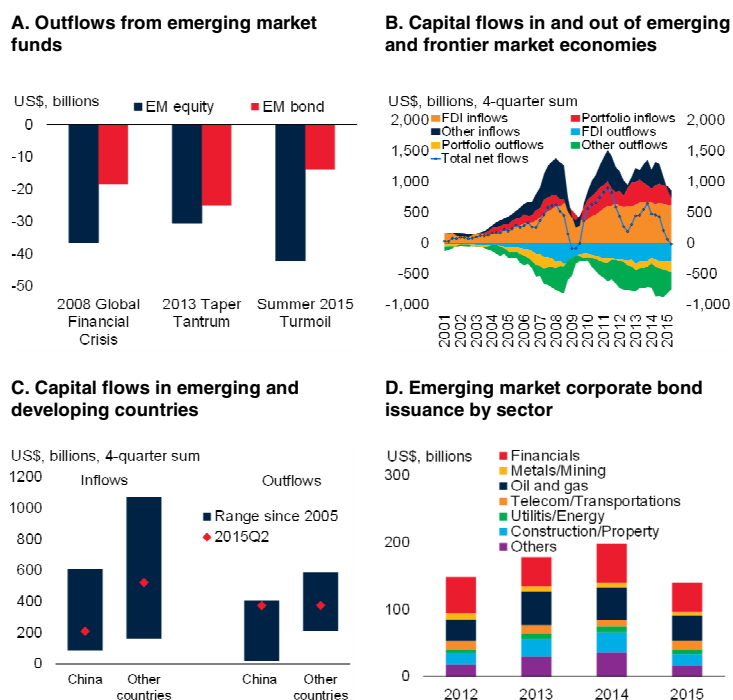 A. Outflows from emerging market
funds
US$, billions
EM equity
EM bond
0
-10
-20
-30
-40
-50
2008 Global
Financial
Crisis
2013 Taper
Tantrum
Summer 2015
Turmoil
B. Capital flows in and out of emerging
and frontier market economies
US$, billions, 4-quarter sum
FDI inflows
Portfolio inflows
Other inflows
FDI outflows
Portfolio outflows
Other outflows
Total net flows
2,000
1,500
1,000
500
0
-500
-1,000
2,000
1,500
1,000
500
0
-500
-1,000
2001
2002
2003
2004
2005
2006
2007
2008
2009
2010
2011
2012
2013
2014
2015
C. Capital flows in emerging and
developing countries
US$, billions, 4-quarter sum
Inflows
Outflows
Range since 2005
2015Q2
1200
1000
800
600
400
200
0
China
Other
countries
China
Other
countries
D. Emerging market corporate bond
issuance by sector
US$, billions
Financials
Metals/Mining
Oil and gas
Telecom/Transportations
Utilitis/Energy
Construction/Property
Others
300
200
100
0
2012
2013
2014
2015